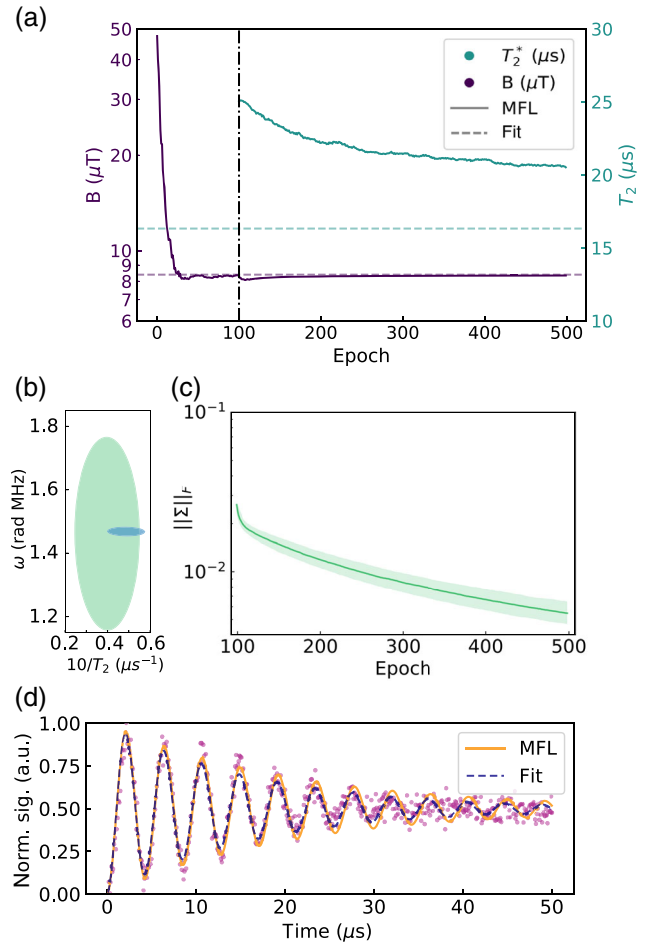 (a)
50
30
20
10
9
8
7
6
B (μT)
T₂* (μs)
B (μT)
MFL
Fit
30
25
20
15
10
T₂ (μs)
0 100 200 300 400 500
Epoch
(b)
1.8
1.6
1.4
1.2
ω (rad MHz)
0.2 0.4 0.6
10/T₂ (μs⁻¹)
(c)
10⁻¹
10⁻²
||Σ||F
100 200 300 400 500
Epoch
(d)
1.00
0.75
0.50
0.25
0.00
Norm. sig. (a.u.)
MFL
Fit
0 10 20 30 40 50
Time (μs)